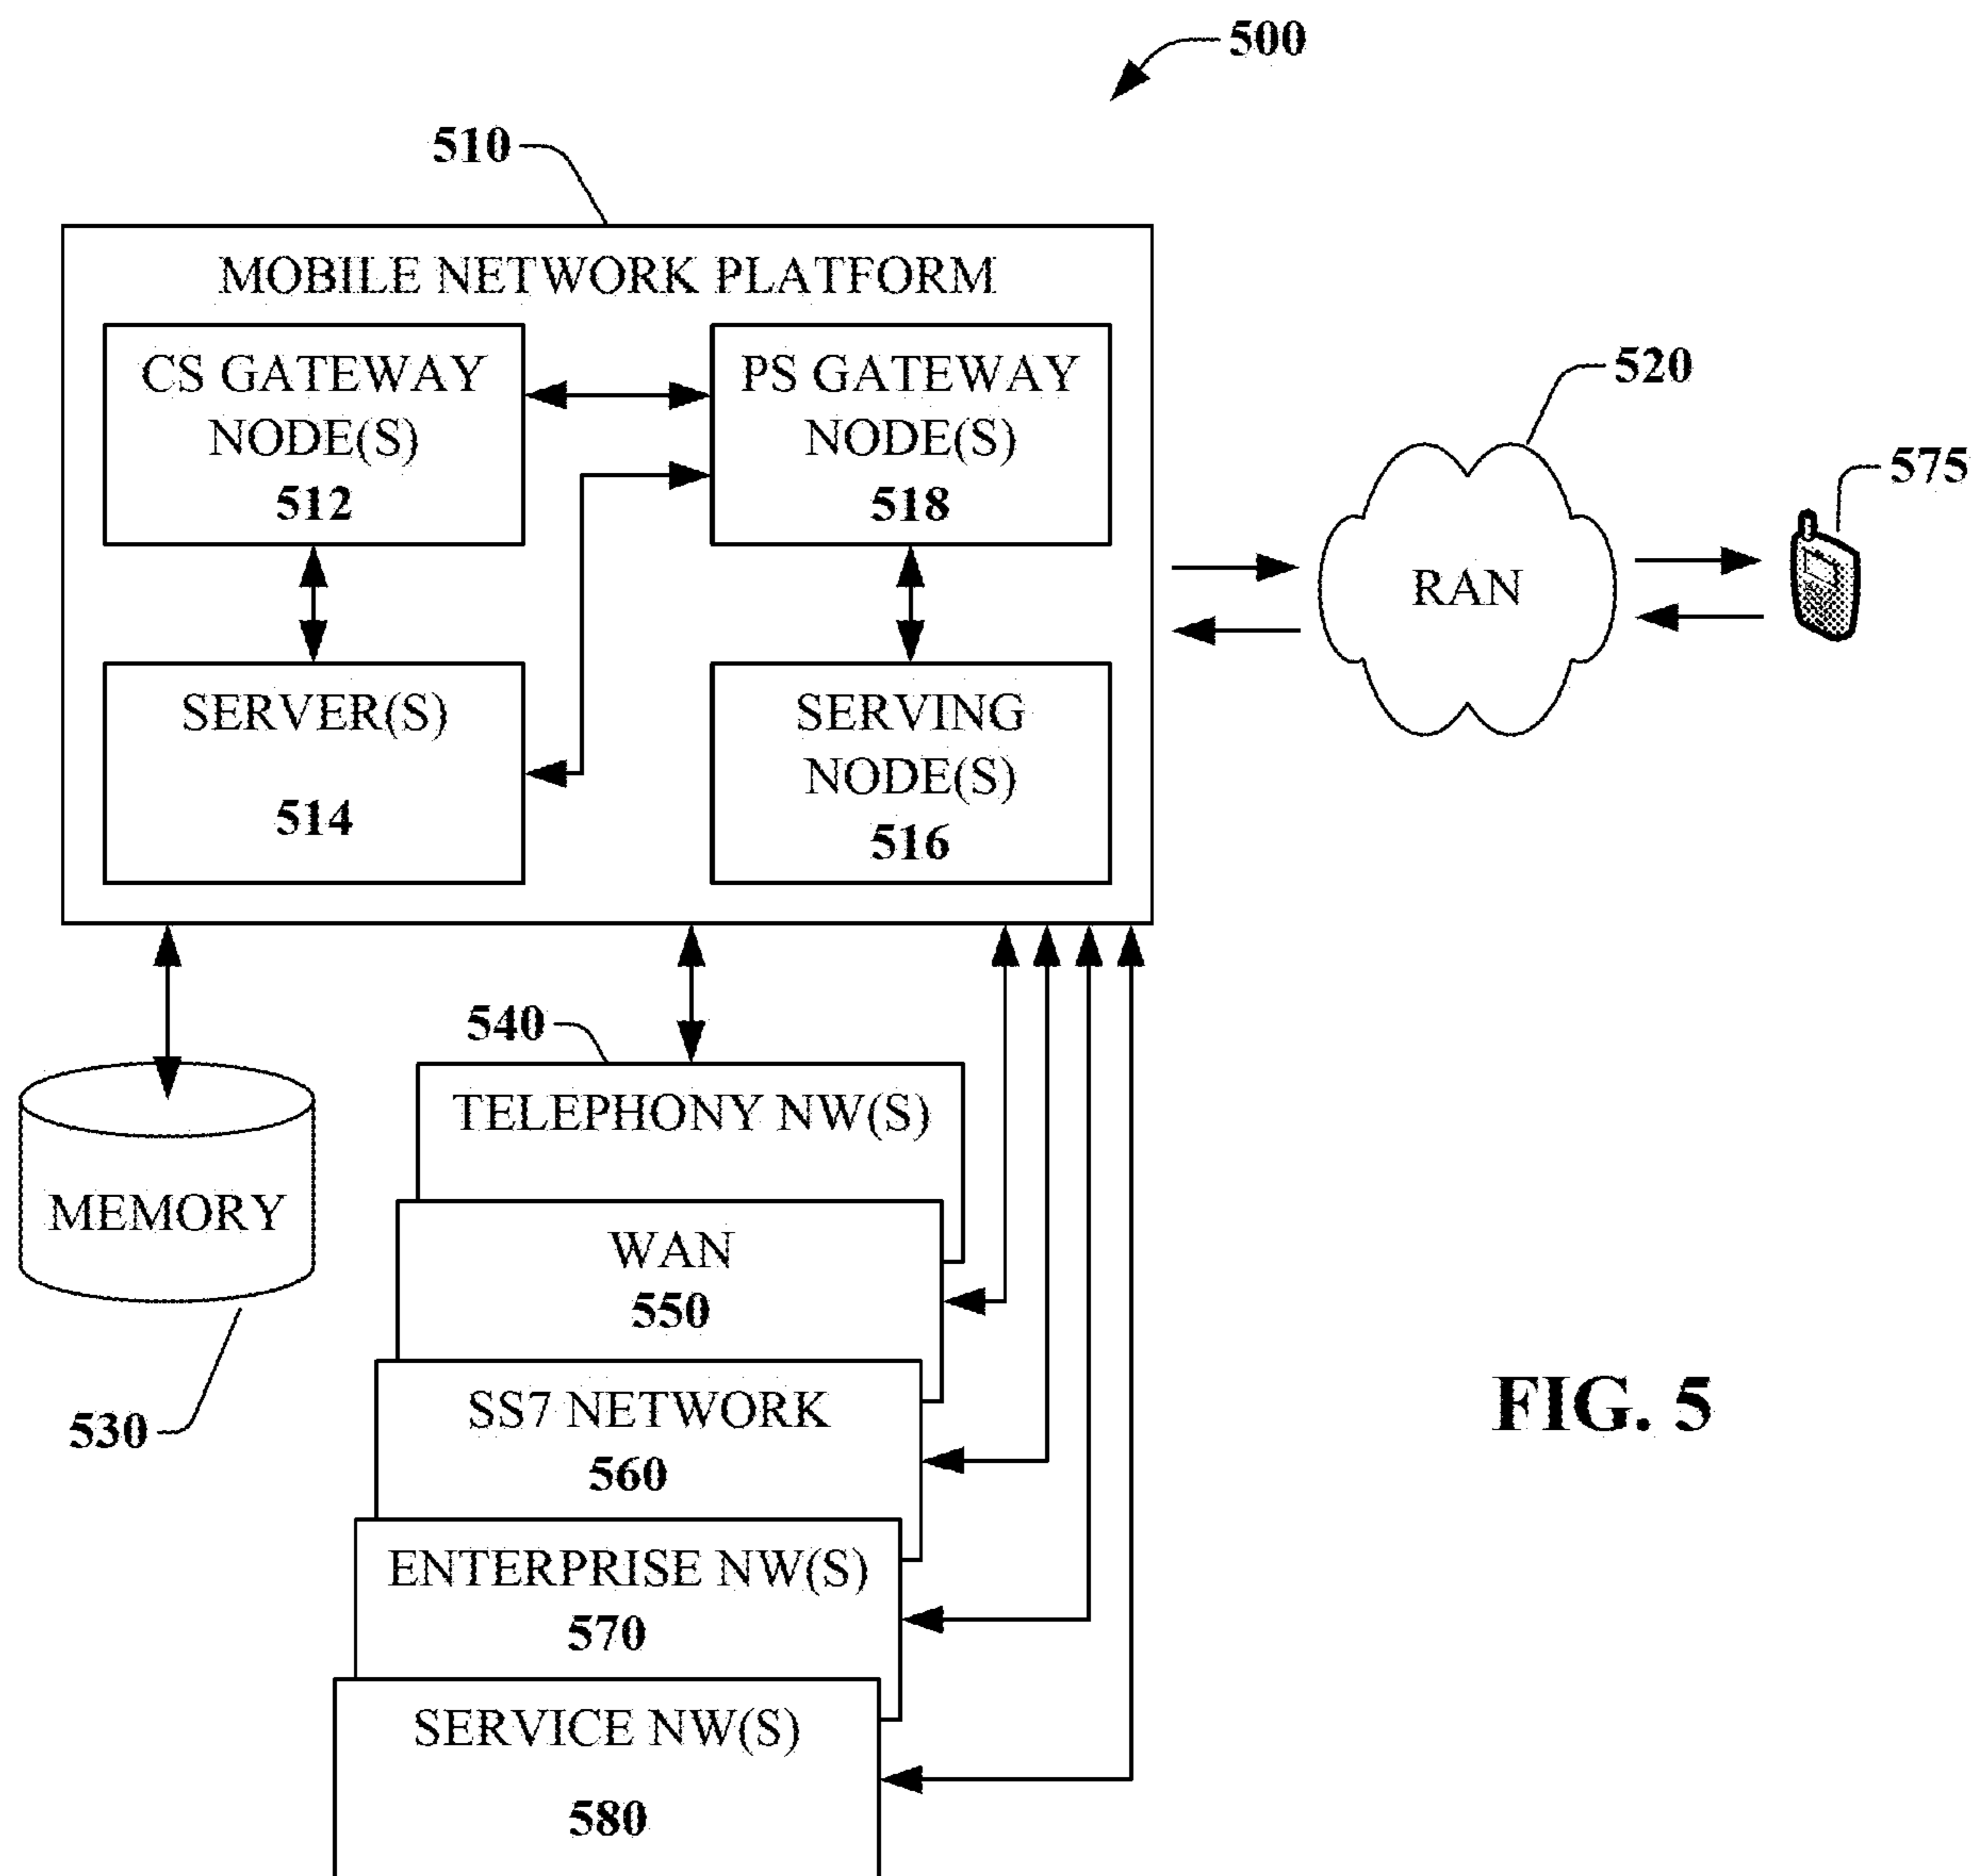 500
510
MOBILE NETWORK PLATFORM
CS GATEWAY
NODE(S)
512
PS GATEWAY
NODE(S)
518
SERVER(S)
514
SERVING
NODE(S)
516
520
RAN
575
540
TELEPHONY NW(S)
MEMORY
530
WAN
550
SS7 NETWORK
560
ENTERPRISE NW(S)
570
SERVICE NW(S)
580
FIG. 5